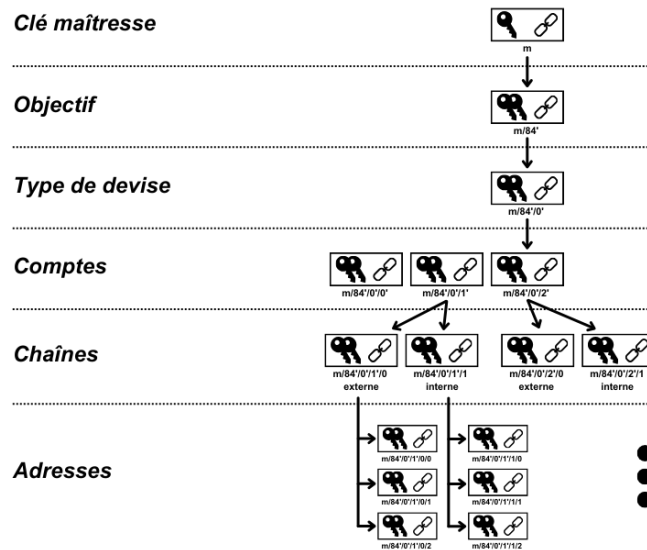 Clé maîtresse
m
Objectif
m/84'
Type de devise
m/84'/0'
Comptes
m/84'/0'/0'
m/84'/0'/1'
m/84'/0'/2'
Chaînes
m/84'/0'/1'/0
externe
m/84'/0'/1'/1
interne
m/84'/0'/2'/0
externe
m/84'/0'/2'/1
interne
Adresses
m/84'/0'/1'/0/0
m/84'/0'/1'/1/0
m/84'/0'/1'/0/1
m/84'/0'/1'/1/1
m/84'/0'/1'/0/2
m/84'/0'/1'/1/2